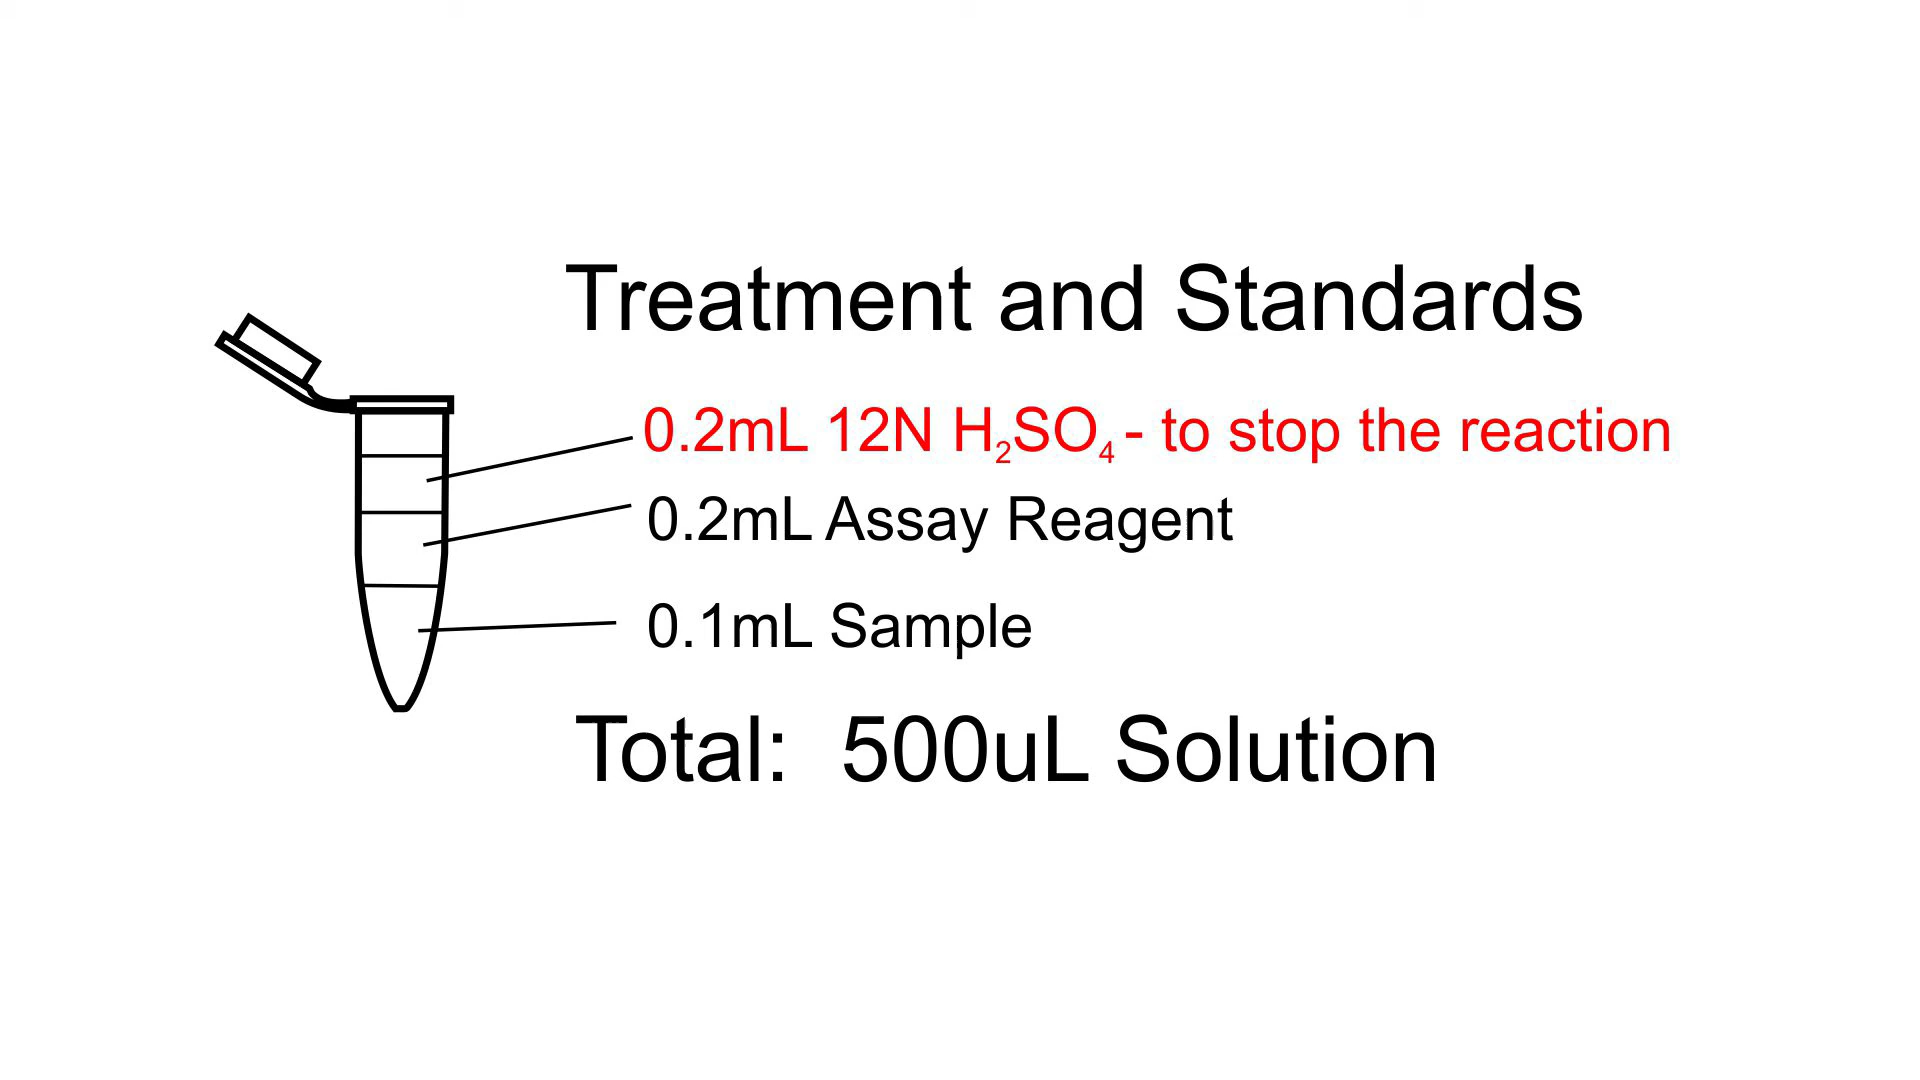 Treatment and Standards
0.2mL 12N H₂SO₄ - to stop the reaction
0.2mL Assay Reagent
0.1mL Sample
Total: 500uL Solution